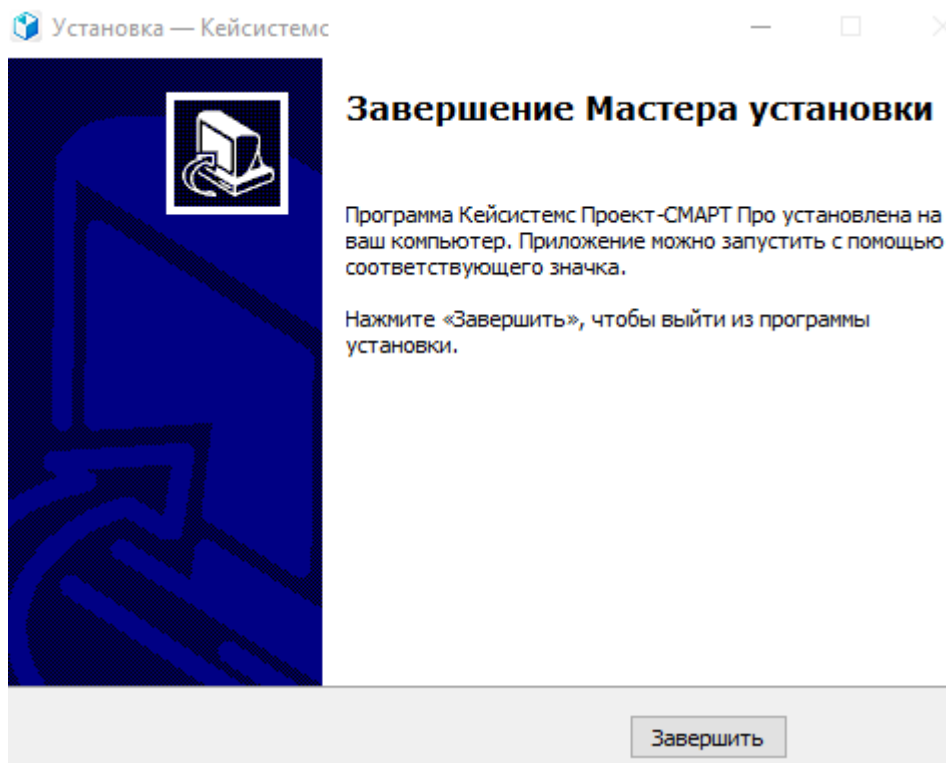 Установка — Кейсистемс
Завершение Мастера установки
Программа Кейсистемс Проект-СМАРТ Про установлена на
ваш компьютер. Приложение можно запустить с помощью
соответствующего значка.
Нажмите «Завершить», чтобы выйти из программы
установки.
Завершить